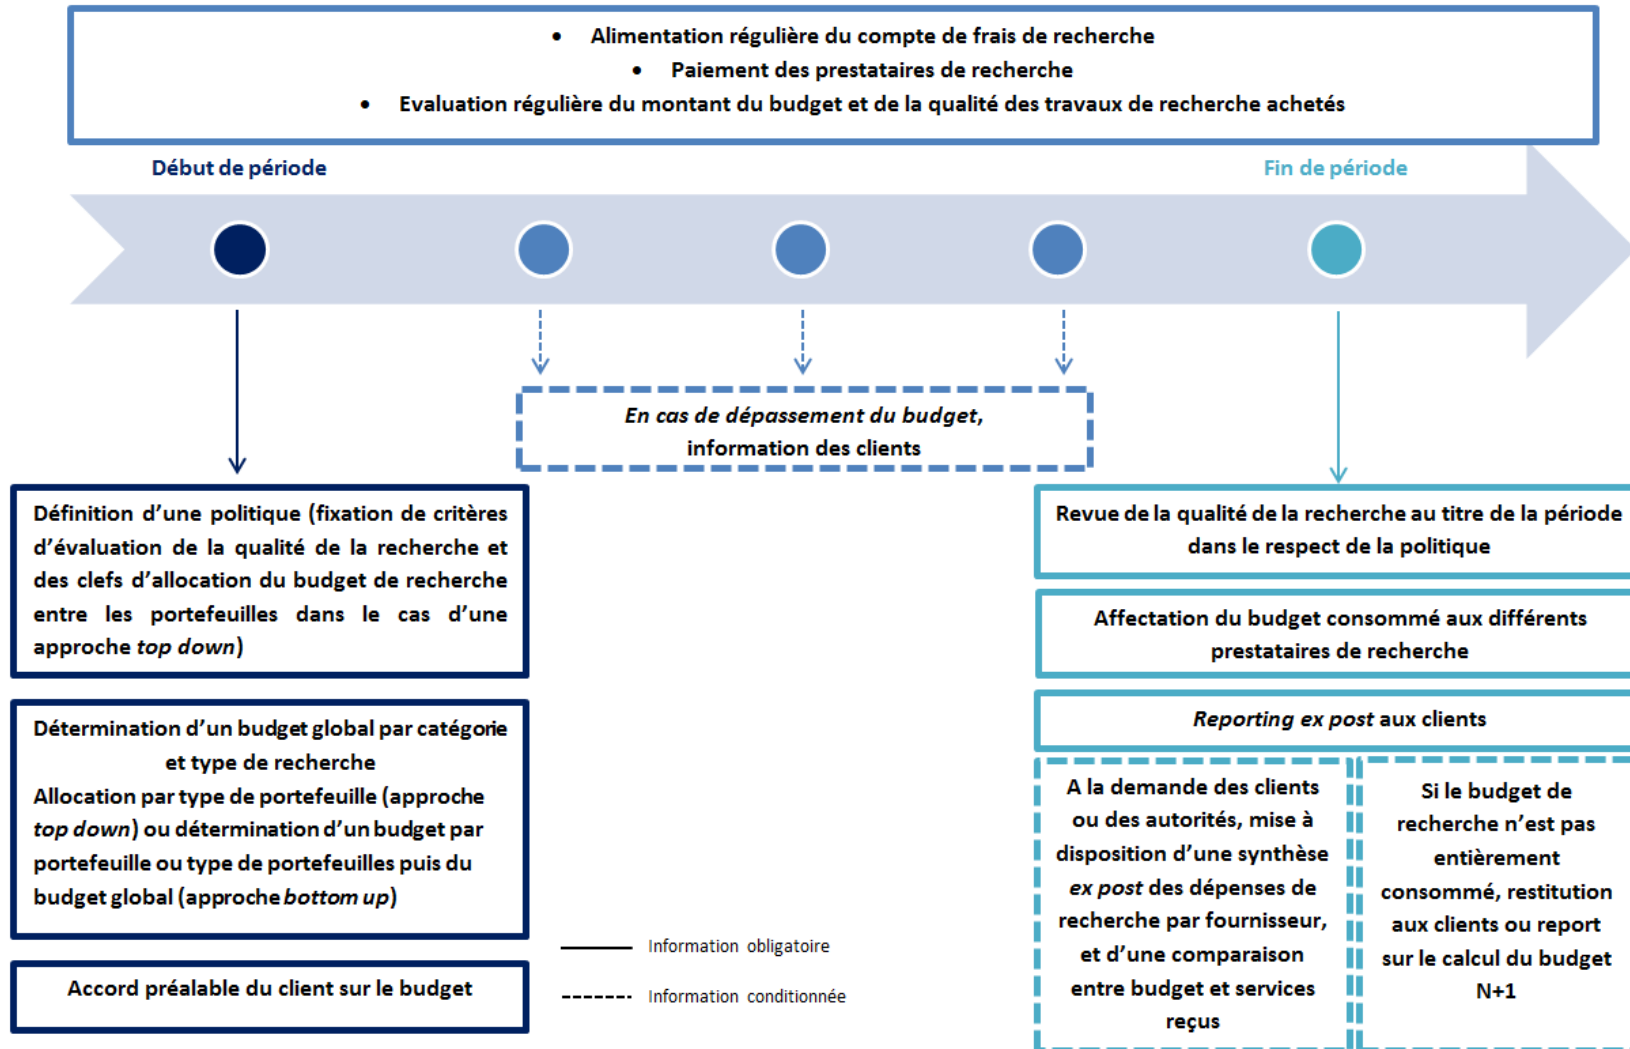 • Alimentation régulière du compte de frais de recherche
• Paiement des prestataires de recherche
• Evaluation régulière du montant du budget et de la qualité des travaux de recherche achetés
Début de période
Fin de période
En cas de dépassement du budget,
information des clients
Définition d’une politique (fixation de critères
d’évaluation de la qualité de la recherche et
des clefs d’allocation du budget de recherche
entre les portefeuilles dans le cas d’une
approche top down)
Détermination d’un budget global par catégorie
et type de recherche
Allocation par type de portefeuille (approche
top down) ou détermination d’un budget par
portefeuille ou type de portefeuilles puis du
budget global (approche bottom up)
Accord préalable du client sur le budget
Information obligatoire
Information conditionnée
Revue de la qualité de la recherche au titre de la période
dans le respect de la politique
Affectation du budget consommé aux différents
prestataires de recherche
Reporting ex post aux clients
A la demande des clients
ou des autorités, mise à
disposition d’une synthèse
ex post des dépenses de
recherche par fournisseur,
et d’une comparaison
entre budget et services
reçus
Si le budget de
recherche n’est pas
entièrement
consommé, restitution
aux clients ou report
sur le calcul du budget
N+1